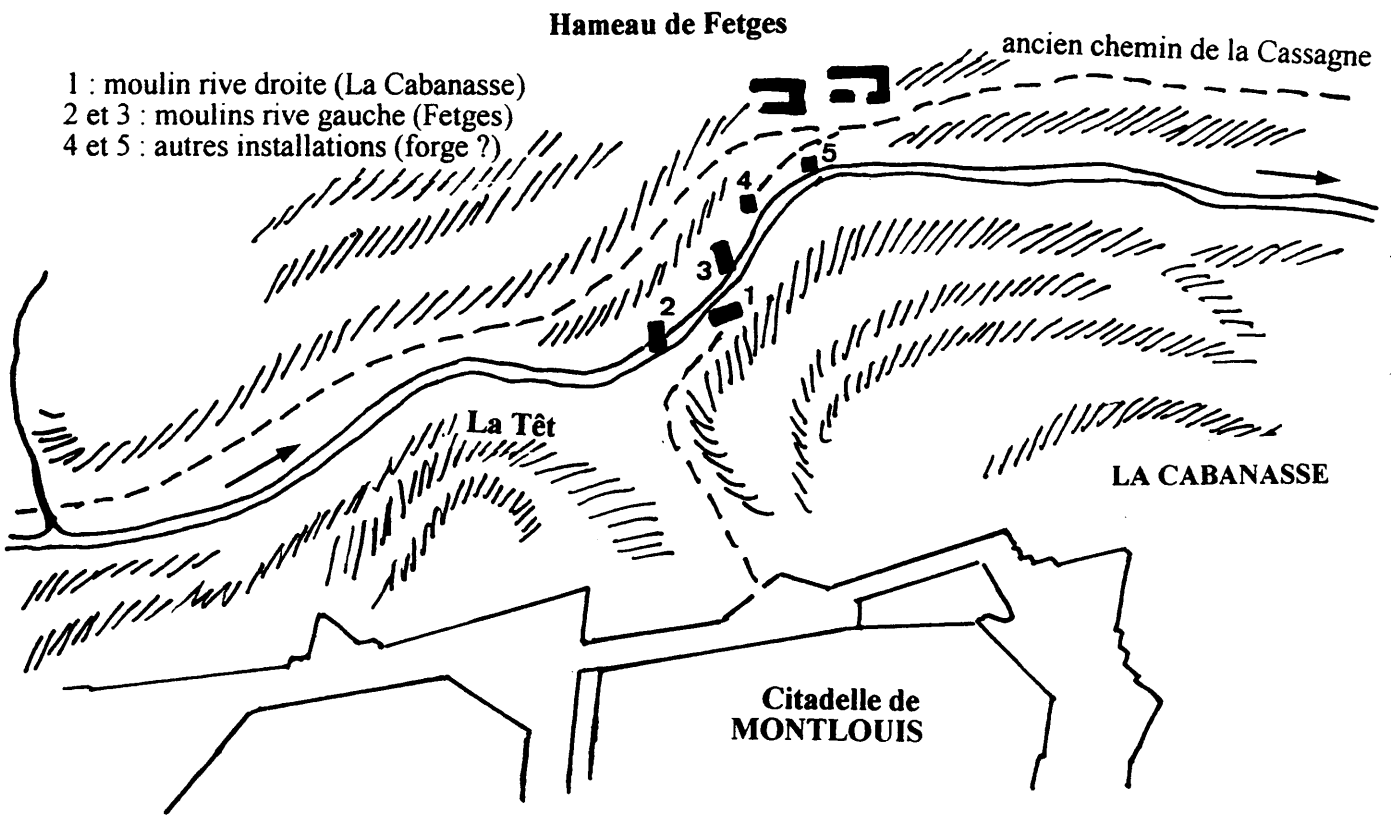 Hameau de Fetges
ancien chemin de la Cassagne
1 : moulin rive droite (La Cabanasse)
2 et 3 : moulins rive gauche (Fetges)
4 et 5 : autres installations (forge ?)
5
4
3
1
2
La Têt
LA CABANASSE
Citadelle de
MONTLOUIS